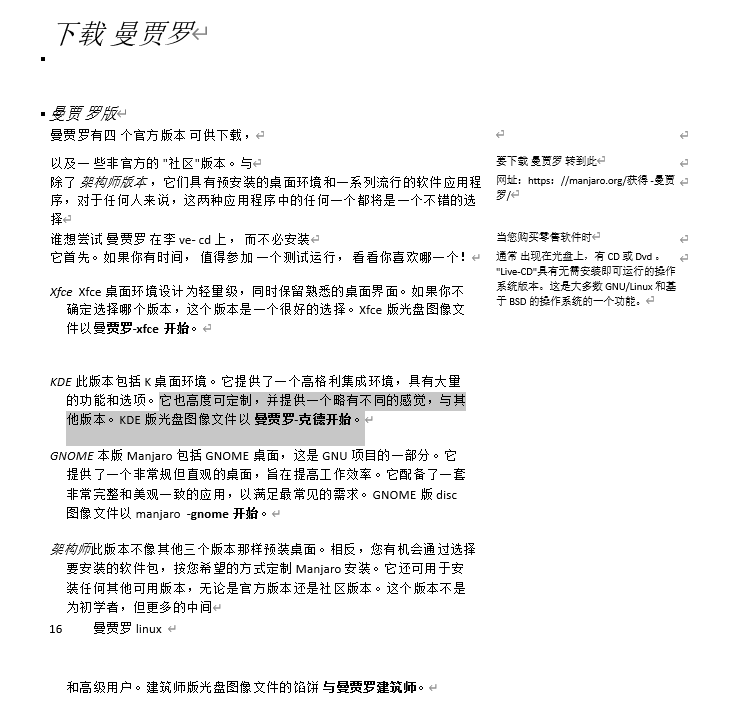 下载 曼贾罗
曼贾 罗版
曼贾罗有四 个官方版本 可供下载，
以及一 些非官方的 "社区"版本。与
除了 架构师版本 ，它们具有预安装的桌面环境和一系列流行的软件应用程
序，对于任何人来说，这两种应用程序中的任何一个都将是一个不错的选
择
谁想尝试 曼贾罗 在李 ve- cd 上， 而不必安装
它首先。如果你有时间， 值得参加 一个测试运行， 看看你喜欢哪一个！
要下载 曼贾罗 转到此
网址：https：//manjaro.org/获得 -曼贾
罗/
当您购买零售软件时
通常 出现在光盘上，有 CD 或 Dvd 。
"Live-CD"具有无需安装即可运行的操作
系统版本。这是大多数 GNU/Linux 和基
于 BSD 的操作系统的一个功能。
Xfce Xfce 桌面环境设计为轻量级，同时保留熟悉的桌面界面。如果你不
确定选择哪个版本，这个版本是一个很好的选择。Xfce 版光盘图像文
件以曼贾罗-xfce 开始。
KDE 此版本包括 K 桌面环境。它提供了一个高格利集成环境，具有大量
的功能和选项。它也高度可定制，并提供一个略有不同的感觉，与其
他版本。KDE 版光盘图像文件以 曼贾罗-克德开始。
GNOME 本版 Manjaro 包括 GNOME 桌面，这是 GNU 项目的一部分。它
提供了一个非常规但直观的桌面，旨在提高工作效率。它配备了一套
非常完整和美观一致的应用，以满足最常见的需求。GNOME 版 disc
图像文件以 manjaro -gnome 开始。
架构师此版本不像其他三个版本那样预装桌面。相反，您有机会通过选择
要安装的软件包，按您希望的方式定制 Manjaro 安装。它还可用于安
装任何其他可用版本，无论是官方版本还是社区版本。这个版本不是
为初学者，但更多的中间
16 曼贾罗 linux
和高级用户。建筑师版光盘图像文件的馅饼 与曼贾罗建筑师。